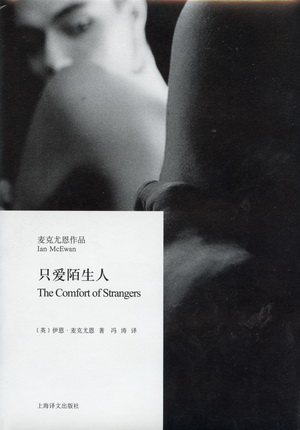 麦克尤恩作品
Ian McEwan
只爱陌生人
The Comfort of Strangers
［英］伊恩·麦克尤恩 著 冯涛 译
上海译文出版社